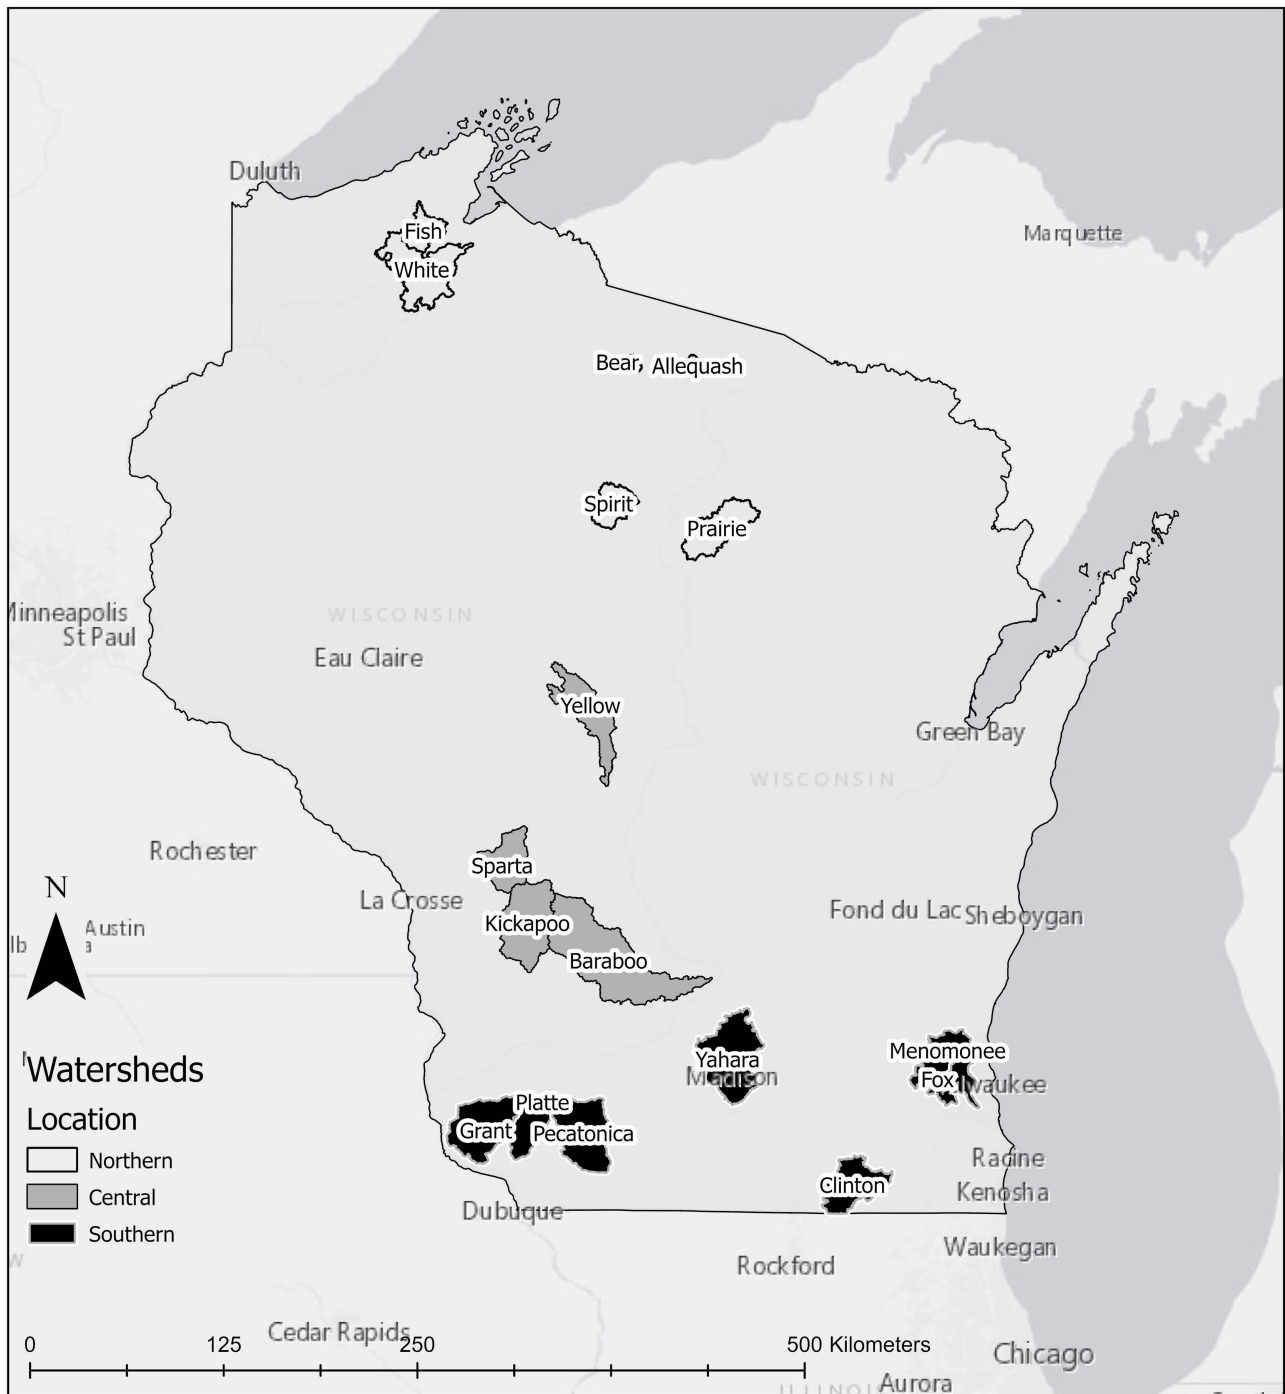 Duluth
Marquette
Fish
White
Bear
Allequash
Spirit
Prairie
Minneapolis
St Paul
WISCONSIN
Eau Claire
Yellow
Green Bay
WISCONSIN
Rochester
Sparta
La Crosse
Kickapoo
Fond du Lac
Sheboygan
N
Austin
Baraboo
Yahara
Madison
Menomonee
Fox
waukee
Platte
Grant
Pecatonica
Racine
Clinton
Kenosha
Dubuque
Waukegan
Rockford
Watersheds
Location
Northern
Central
Southern
Cedar Rapids
0
125
250
500 Kilometers
Chicago
Aurora